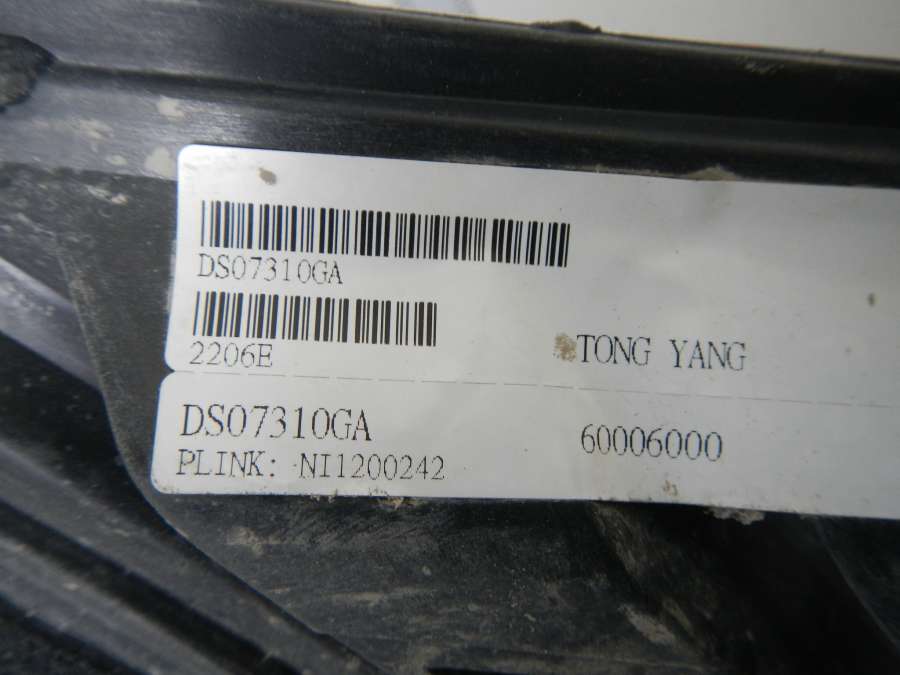 DS07310GA
2206E
TONG YANG
DS07310GA
60006000
PLINK: NI1200242